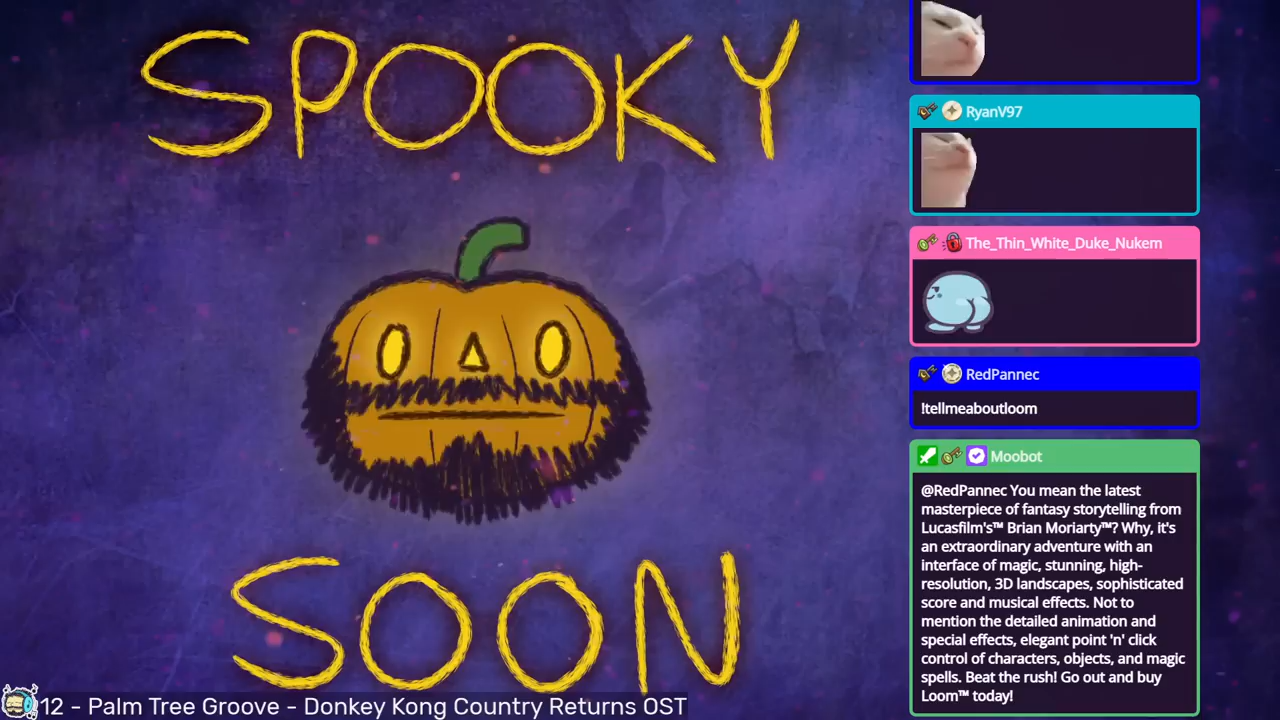 SPOOKY
SOON
12 - Palm Tree Groove - Donkey Kong Country Returns OST
RyanV97
The_Thin_White_Duke_Nukem
RedPannec
!tellmeaboutloom
Moobot
@RedPannec You mean the latest
masterpiece of fantasy storytelling from
Lucasfilm's™ Brian Moriarty™? Why, it's
an extraordinary adventure with an
interface of magic, stunning, high-
resolution, 3D landscapes, sophisticated
score and musical effects. Not to
mention the detailed animation and
special effects, elegant point 'n' click
control of characters, objects, and magic
spells. Beat the rush! Go out and buy
Loom™ today!